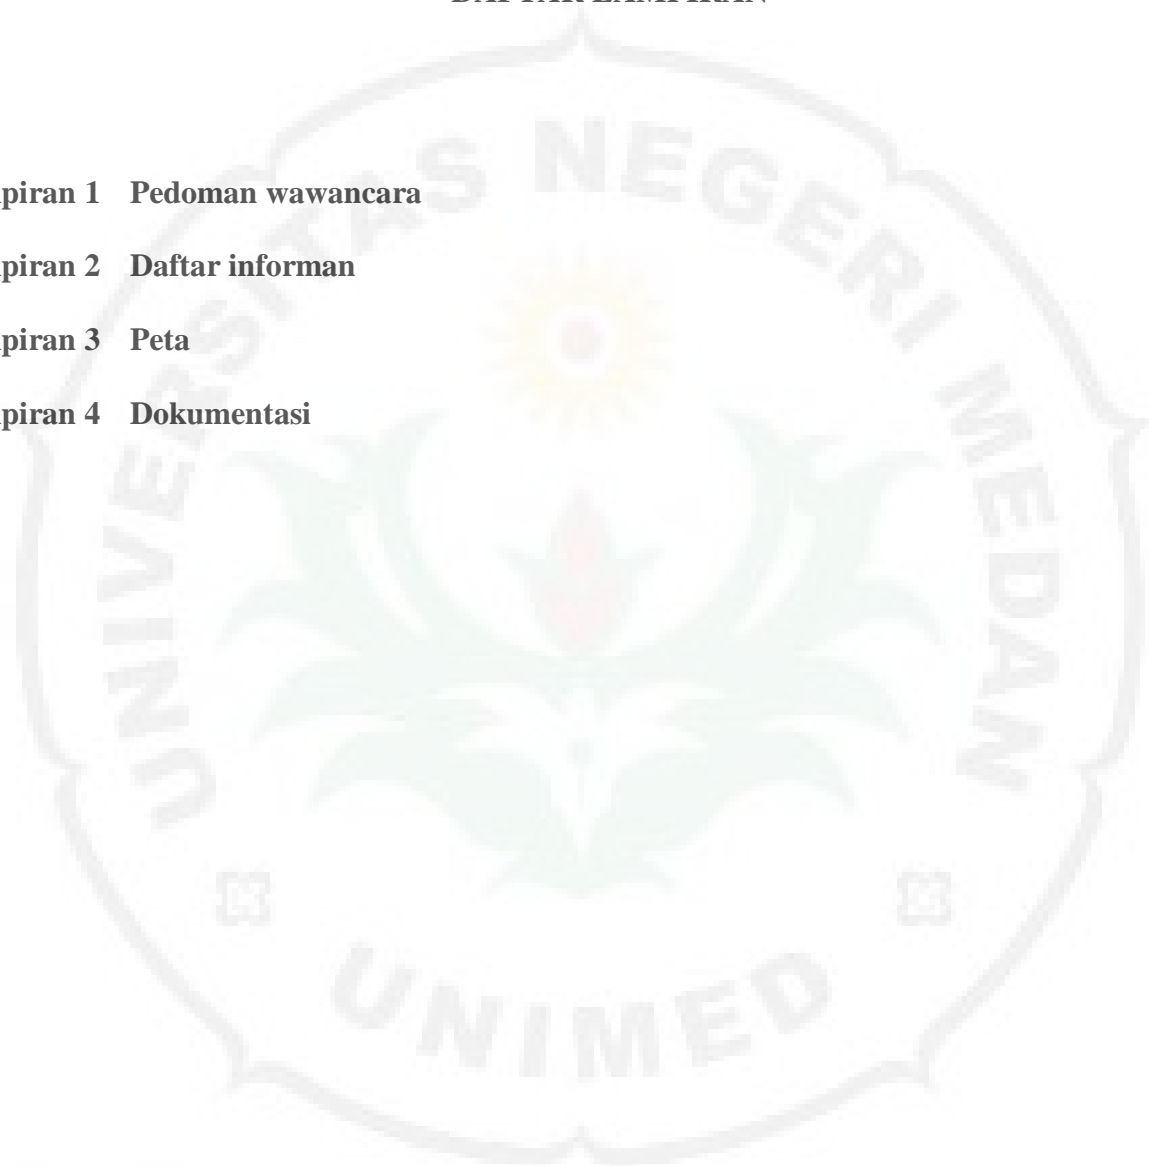 DAFTAR LAMPIRAN
piran 1 Pedoman wawancara
piran 2 Daftar informan
piran 3 Peta
piran 4 Dokumentasi
UNIVERSITAS NEGERI MEDAN
UNIMED